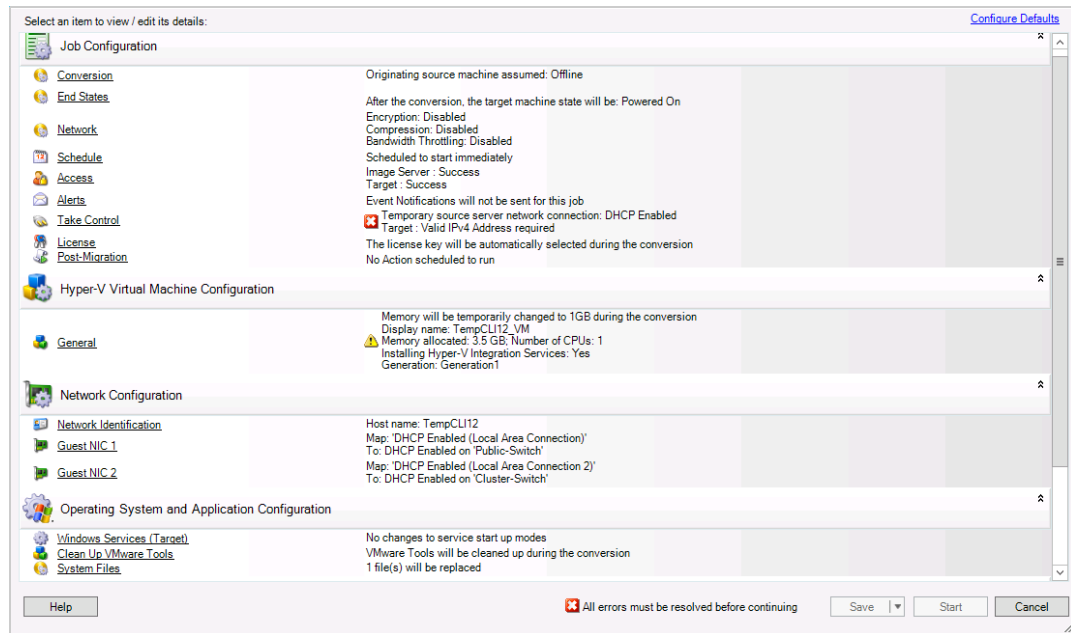 Select an item to view / edit its details:
Configure Defaults
Job Configuration
Conversion
Originating source machine assumed: Offline
End States
After the conversion, the target machine state will be: Powered On
Network
Encryption: Disabled
Compression: Disabled
Bandwidth Throttling: Disabled
Schedule
Scheduled to start immediately
Access
Image Server : Success
Target : Success
Alerts
Event Notifications will not be sent for this job
Take Control
Temporary source server network connection: DHCP Enabled
Target : Valid IPv4 Address required
License
The license key will be automatically selected during the conversion
Post-Migration
No Action scheduled to run
Hyper-V Virtual Machine Configuration
General
Memory will be temporarily changed to 1GB during the conversion
Display name: TempCLI12_VM
Memory allocated: 3.5 GB; Number of CPUs: 1
Installing Hyper-V Integration Services: Yes
Generation: Generation1
Network Configuration
Network Identification
Host name: TempCLI12
Guest NIC 1
Map: 'DHCP Enabled (Local Area Connection)'
To: DHCP Enabled on 'Public-Switch'
Guest NIC 2
Map: 'DHCP Enabled (Local Area Connection 2)'
To: DHCP Enabled on 'Cluster-Switch'
Operating System and Application Configuration
Windows Services (Target)
No changes to service start up modes
Clean Up VMware Tools
VMware Tools will be cleaned up during the conversion
System Files
1 file(s) will be replaced
Help
All errors must be resolved before continuing
Save
Start
Cancel